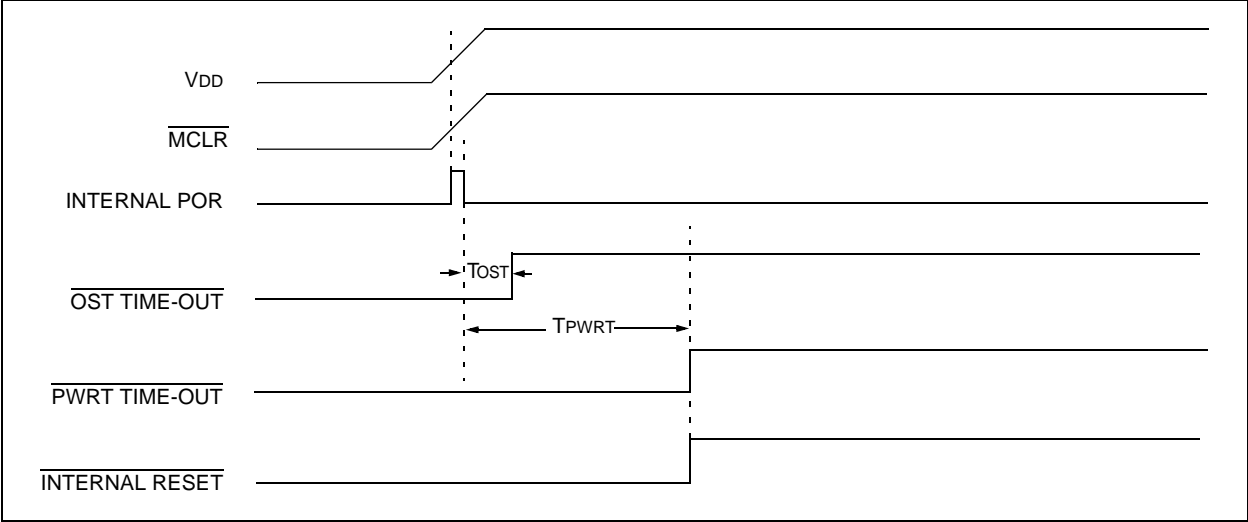 VDD
MCLR
INTERNAL POR
TOST
OST TIME-OUT
TPWRT
PWRT TIME-OUT
INTERNAL RESET